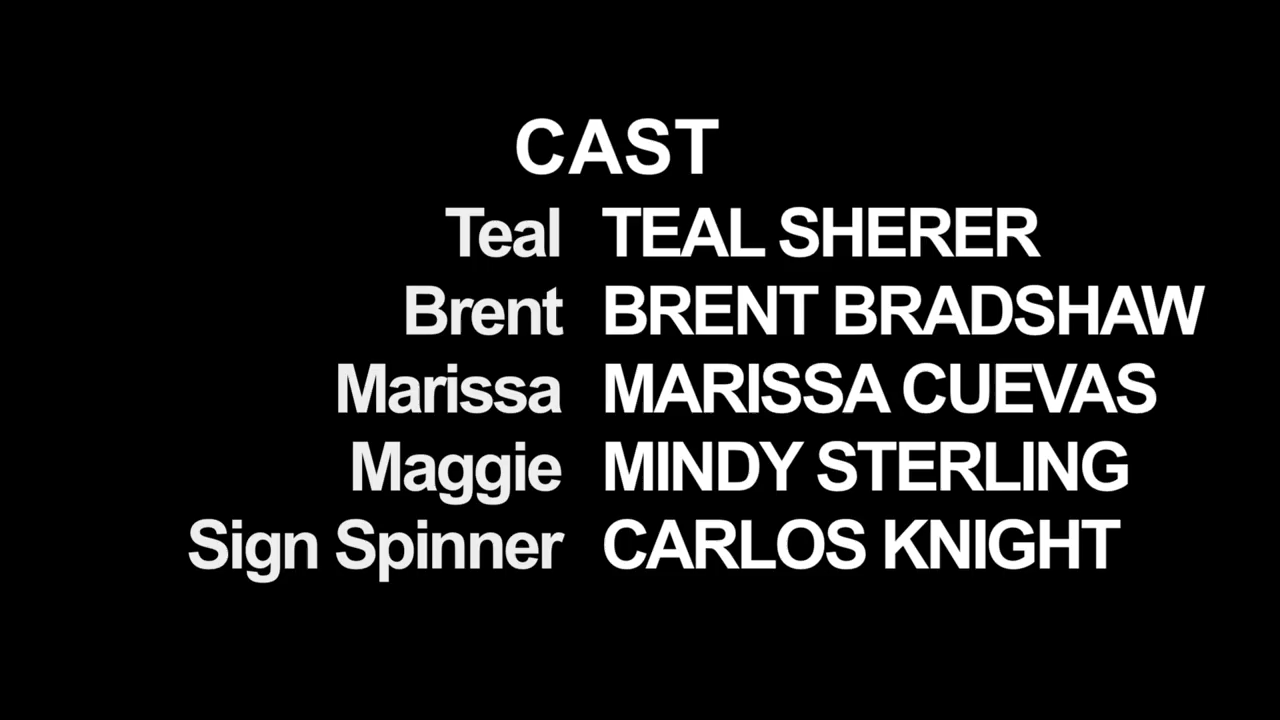 CAST
Teal TEAL SHERER
Brent BRENT BRADSHAW
Marissa MARISSA CUEVAS
Maggie MINDY STERLING
Sign Spinner CARLOS KNIGHT